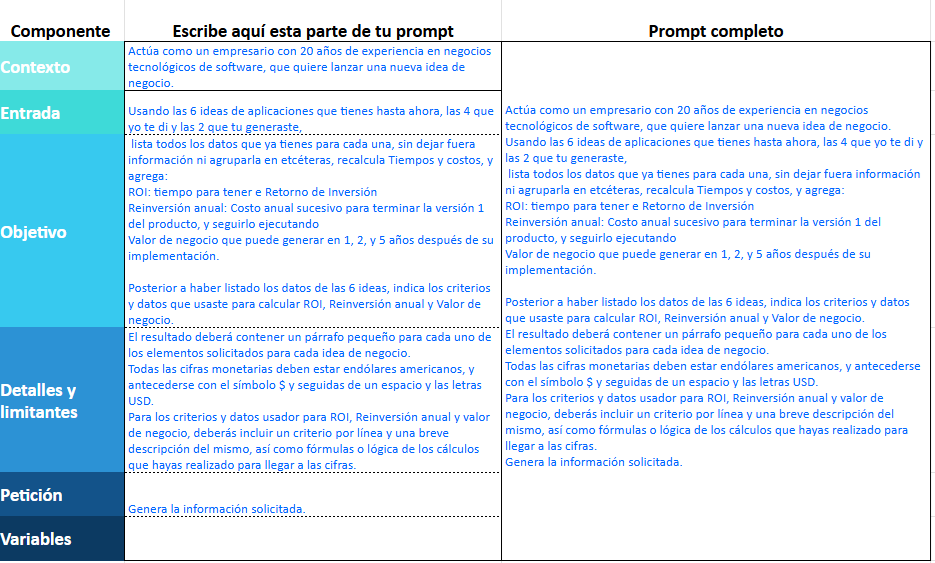 Componente
Escribe aquí esta parte de tu prompt
Prompt completo
Contexto
Actúa como un empresario con 20 años de experiencia en negocios
tecnológicos de software, que quiere lanzar una nueva idea de
negocio.
Entrada
Usando las 6 ideas de aplicaciones que tienes hasta ahora, las 4 que
yo te di y las 2 que tu generaste,
Objetivo
lista todos los datos que ya tienes para cada una, sin dejar fuera
información ni agruparla en etcéteras, recalcula Tiempos y costos, y
agrega:
ROI: tiempo para tener e Retorno de Inversión
Reinversión anual: Costo anual sucesivo para terminar la versión 1
del producto, y seguirlo ejecutando
Valor de negocio que puede generar en 1, 2, y 5 años después de su
implementación.
Posterior a haber listado los datos de las 6 ideas, indica los criterios
y datos que usaste para calcular ROI, Reinversión anual y Valor de
negocio.
Detalles y
limitantes
El resultado deberá contener un párrafo pequeño para cada uno de
los elementos solicitados para cada idea de negocio.
Todas las cifras monetarias deben estar endólares americanos, y
antecederse con el símbolo $ y seguidas de un espacio y las letras
USD.
Para los criterios y datos usador para ROI, Reinversión anual y valor
de negocio, deberás incluir un criterio por línea y una breve
descripción del mismo, así como fórmulas o lógica de los cálculos
que hayas realizado para llegar a las cifras.
Petición
Genera la información solicitada.
Variables
Actúa como un empresario con 20 años de experiencia en negocios
tecnológicos de software, que quiere lanzar una nueva idea de negocio.
Usando las 6 ideas de aplicaciones que tienes hasta ahora, las 4 que yo te di y
las 2 que tu generaste,
lista todos los datos que ya tienes para cada una, sin dejar fuera información
ni agruparla en etcéteras, recalcula Tiempos y costos, y agrega:
ROI: tiempo para tener e Retorno de Inversión
Reinversión anual: Costo anual sucesivo para terminar la versión 1 del
producto, y seguirlo ejecutando
Valor de negocio que puede generar en 1, 2, y 5 años después de su
implementación.
Posterior a haber listado los datos de las 6 ideas, indica los criterios y datos
que usaste para calcular ROI, Reinversión anual y Valor de negocio.
El resultado deberá contener un párrafo pequeño para cada uno de los
elementos solicitados para cada idea de negocio.
Todas las cifras monetarias deben estar endólares americanos, y antecederse
con el símbolo $ y seguidas de un espacio y las letras USD.
Para los criterios y datos usador para ROI, Reinversión anual y valor de
negocio, deberás incluir un criterio por línea y una breve descripción del
mismo, así como fórmulas o lógica de los cálculos que hayas realizado para
llegar a las cifras.
Genera la información solicitada.